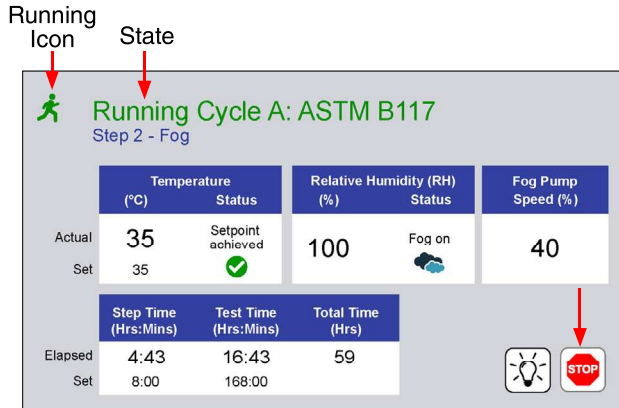 Running
Icon
State
Running Cycle A: ASTM B117
Step 2 - Fog
Temperature
(°C) Status
Relative Humidity (RH)
(%) Status
Fog Pump
Speed (%)
Actual 35 Setpoint
achieved
100 Fog on
40
Set 35
Step Time
(Hrs:Mins)
Test Time
(Hrs:Mins)
Total Time
(Hrs)
Elapsed 4:43 16:43 59
Set 8:00 168:00
STOP